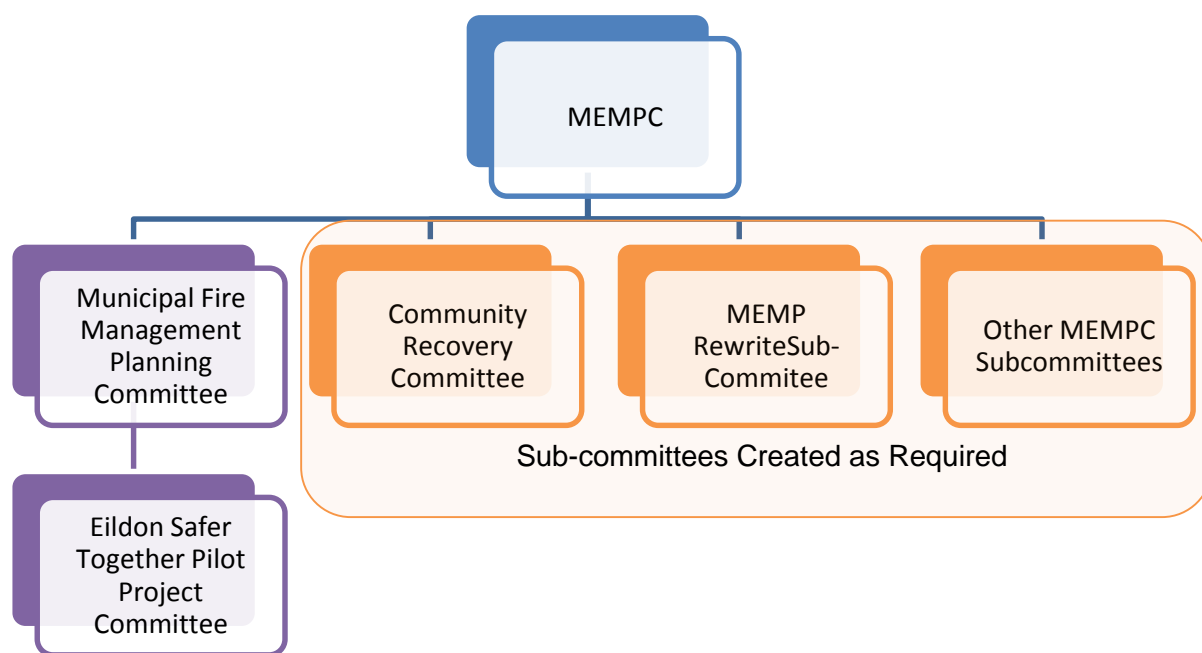 MEMPC
Municipal Fire
Management
Planning
Committee
Community
Recovery
Committee
MEMP
RewriteSub-
Commitee
Other MEMPC
Subcommittees
Sub-committees Created as Required
Eildon Safer
Together Pilot
Project
Committee